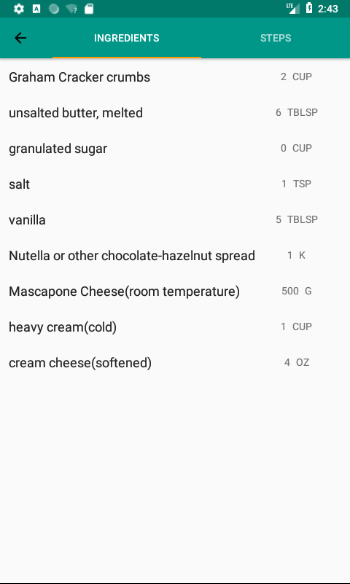 LTE 2:43
INGREDIENTS STEPS
Graham Cracker crumbs 2 CUP
unsalted butter, melted 6 TBLSP
granulated sugar 0 CUP
salt 1 TSP
vanilla 5 TBLSP
Nutella or other chocolate-hazelnut spread 1 K
Mascapone Cheese(room temperature) 500 G
heavy cream(cold) 1 CUP
cream cheese(softened) 4 OZ